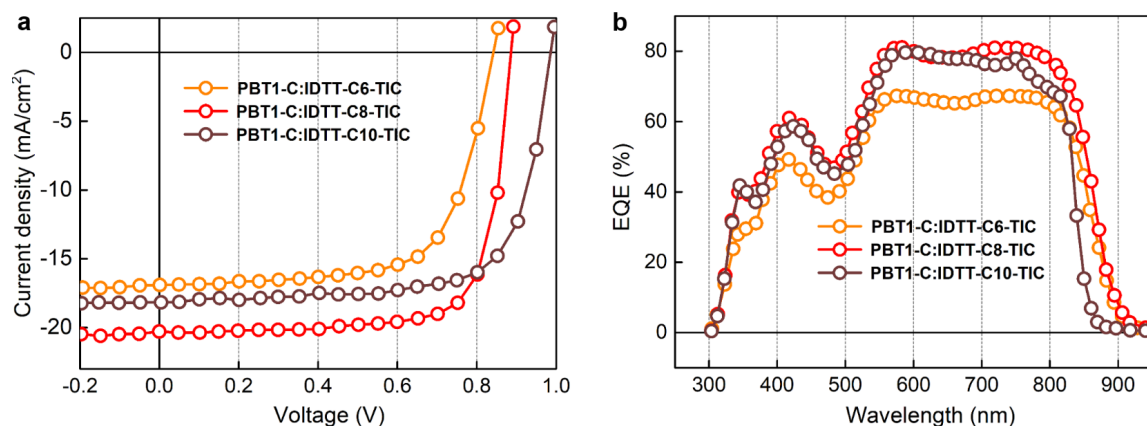 a
0
-5
-10
-15
-20
-0.2
0.0
0.2
0.4
0.6
0.8
1.0
Voltage (V)
Current density (mA/cm²)
PBT1-C:IDTT-C6-TIC
PBT1-C:IDTT-C8-TIC
PBT1-C:IDTT-C10-TIC
b
80
60
40
20
0
300
400
500
600
700
800
900
Wavelength (nm)
EQE (%)
PBT1-C:IDTT-C6-TIC
PBT1-C:IDTT-C8-TIC
PBT1-C:IDTT-C10-TIC